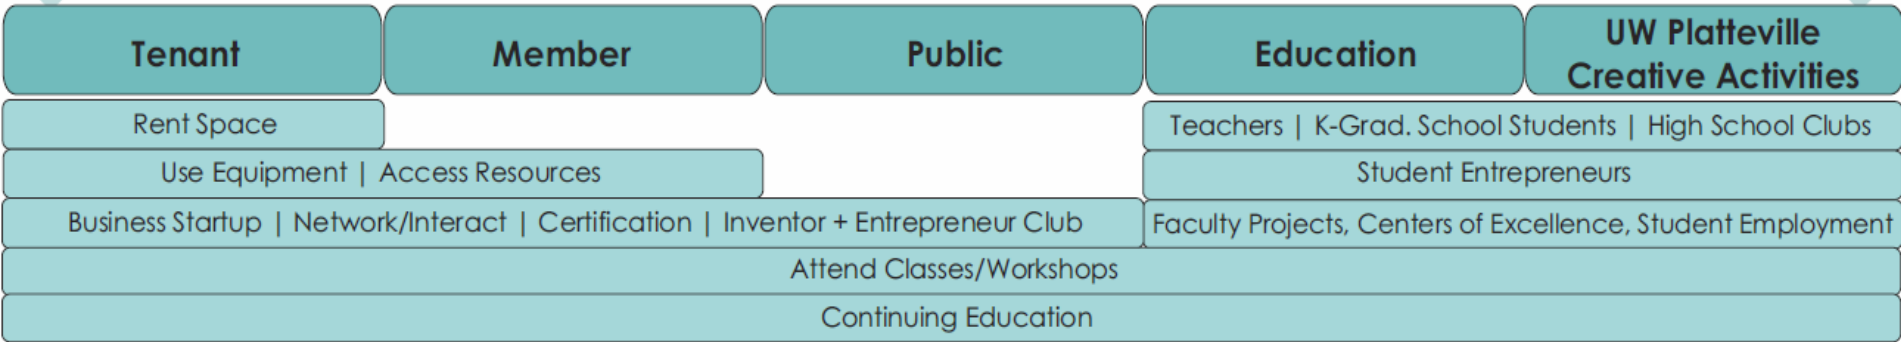 Tenant
Member
Public
Education
UW Platteville
Creative Activities
Rent Space
Teachers | K-Grad. School Students | High School Clubs
Use Equipment | Access Resources
Student Entrepreneurs
Business Startup | Network/Interact | Certification | Inventor + Entrepreneur Club
Faculty Projects, Centers of Excellence, Student Employment
Attend Classes/Workshops
Continuing Education